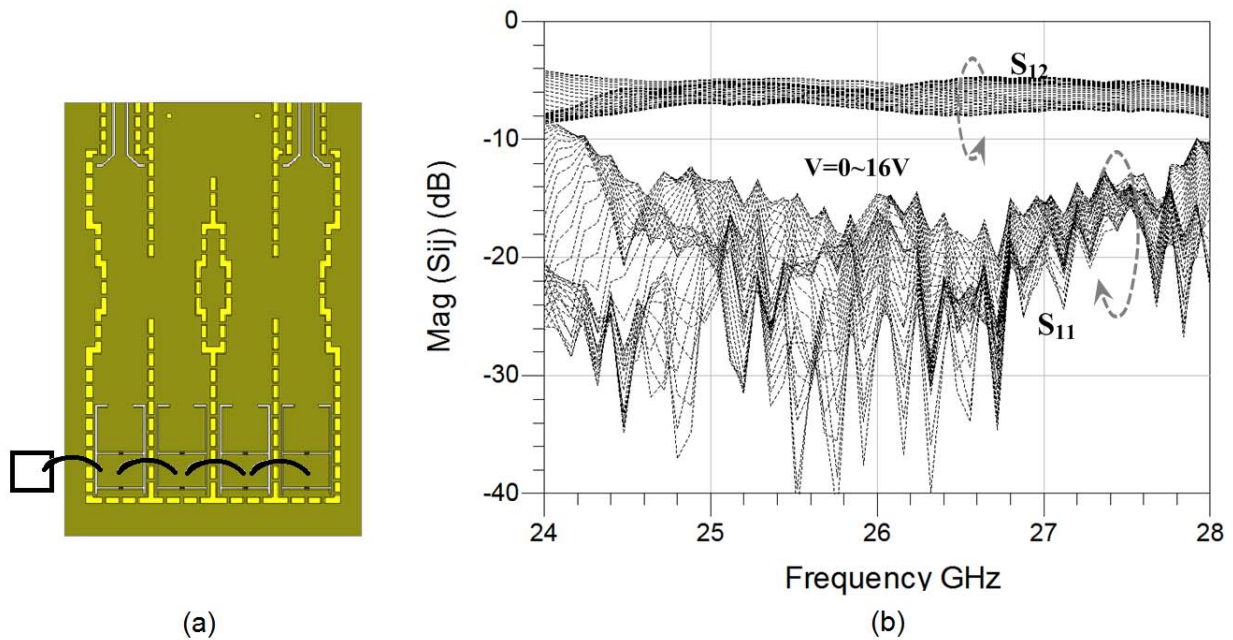 0
-10
-20
-30
-40
Mag (Sij) (dB)
S12
V=0~16V
S11
24
25
26
27
28
Frequency GHz
(a)
(b)